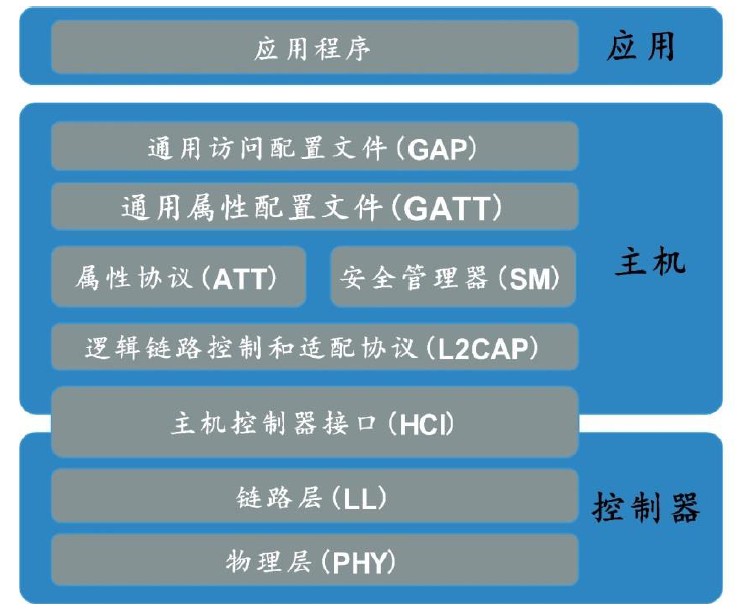 应用程序
应用
通用访问配置文件(GAP)
通用属性配置文件(GATT)
属性协议(ATT)
安全管理器(SM)
主机
逻辑链路控制和适配协议(L2CAP)
主机控制器接口(HCI)
链路层(LL)
控制器
物理层(PHY)